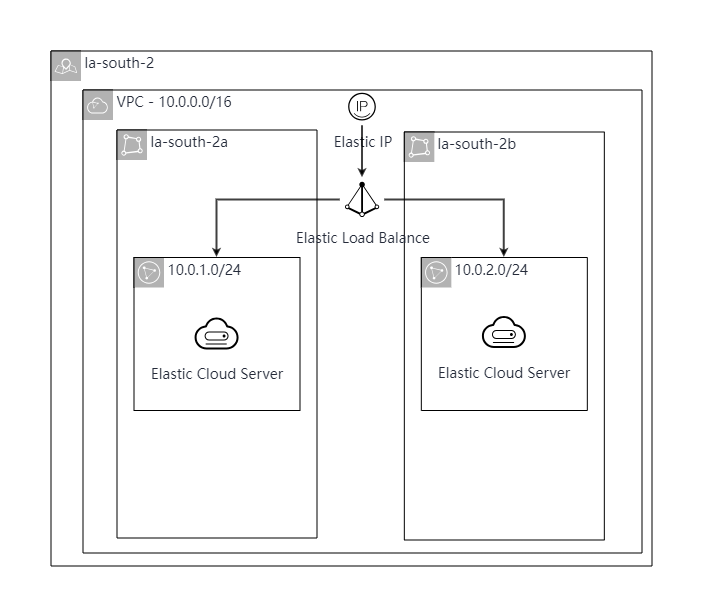 la-south-2
VPC - 10.0.0.0/16
IP
Elastic IP
la-south-2a
la-south-2b
Elastic Load Balance
10.0.1.0/24
10.0.2.0/24
Elastic Cloud Server
Elastic Cloud Server